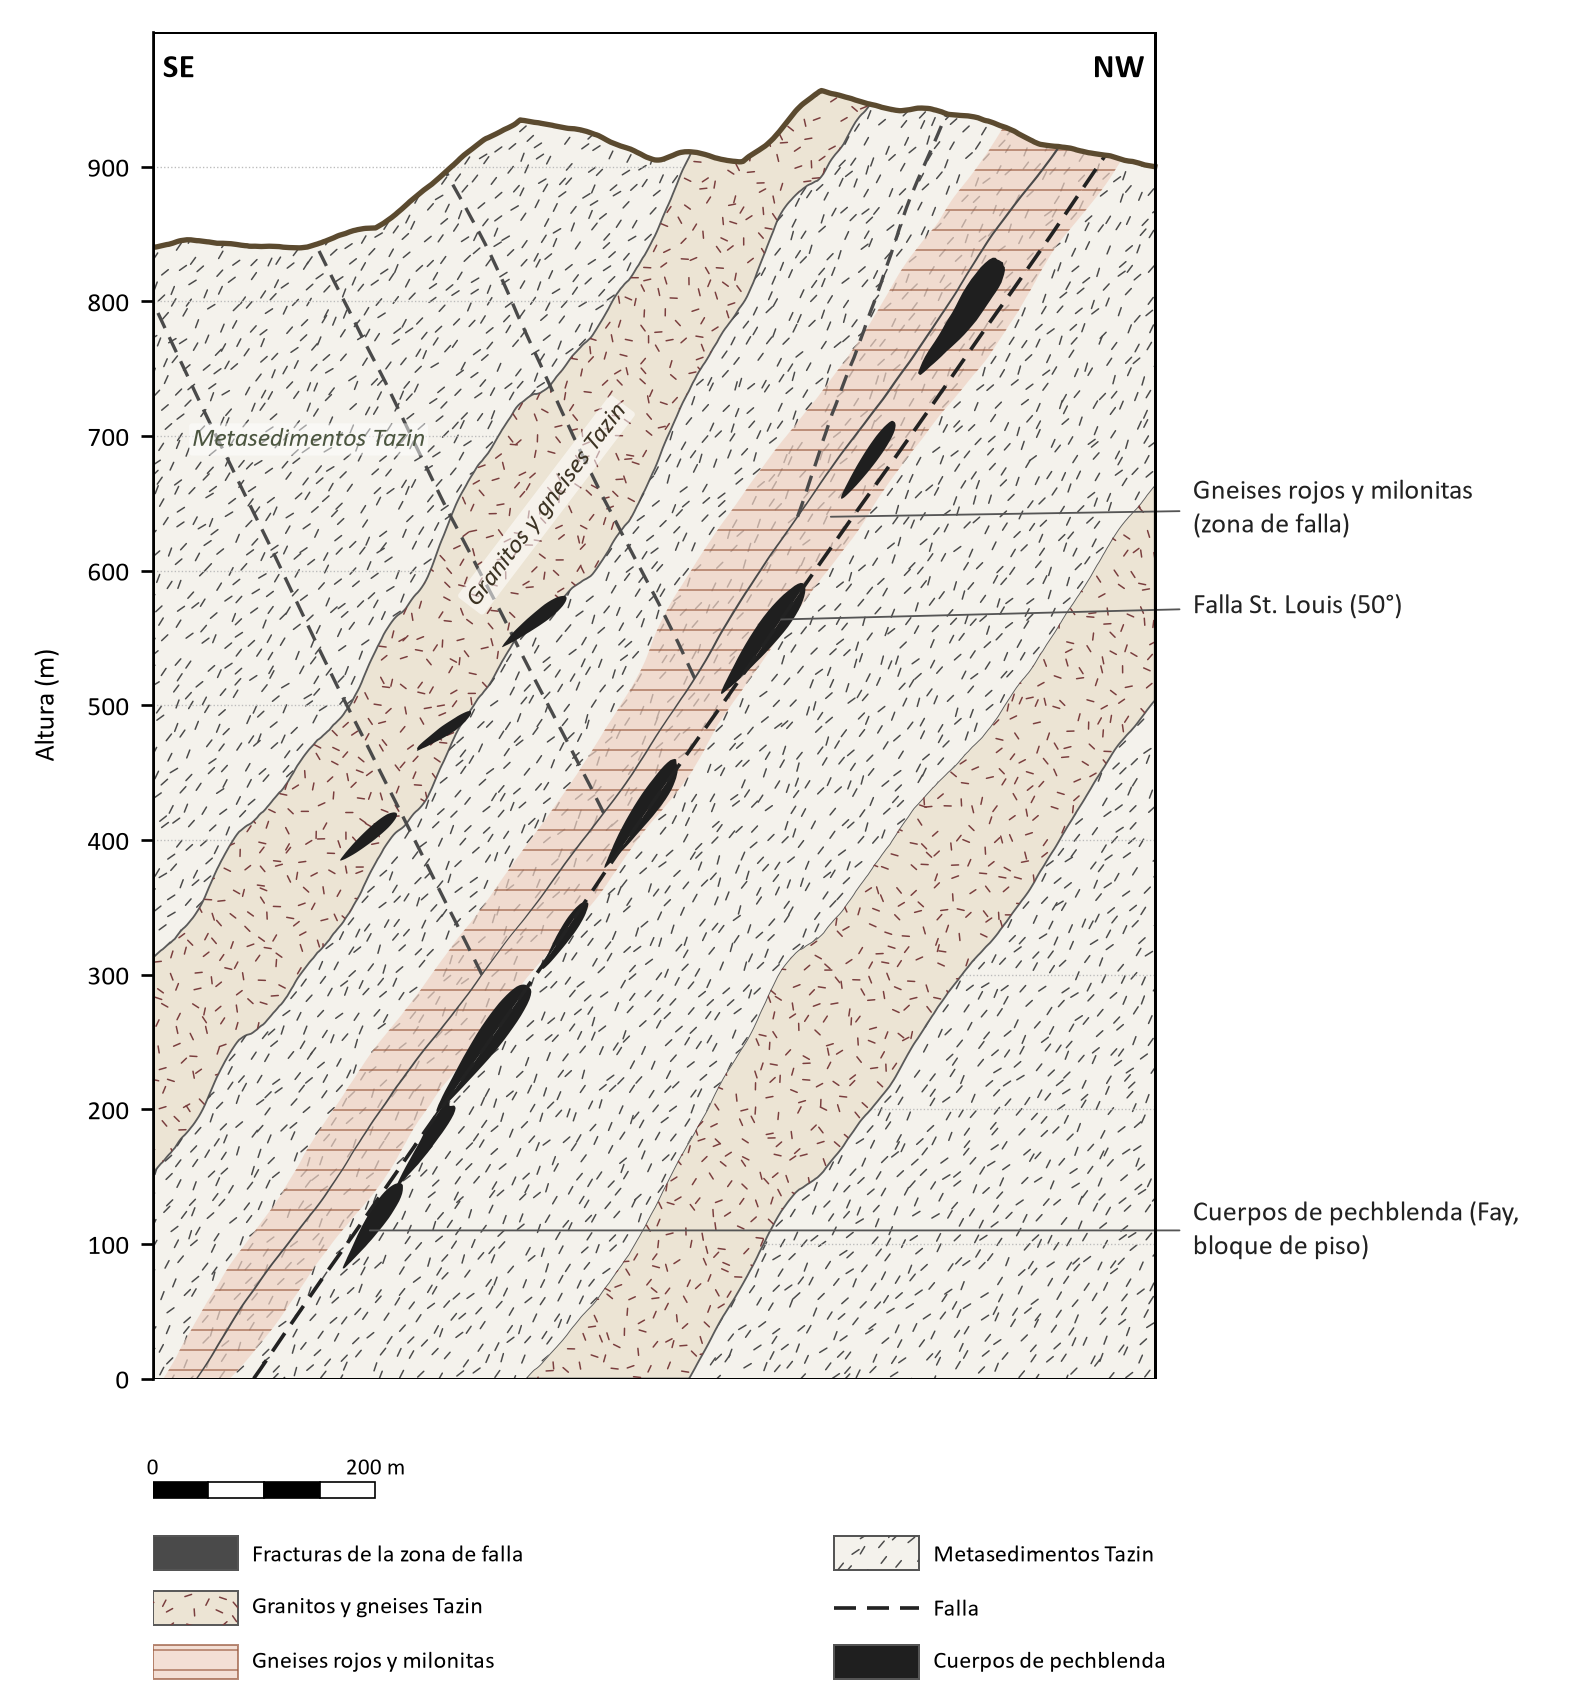 SE
NW
900
800
700
600
500
400
300
200
100
0
Altura (m)
Metasedimentos Tazin
Granitos y gneises Tazin
Gneises rojos y milonitas
(zona de falla)
Falla St. Louis (50°)
Cuerpos de pechblenda (Fay,
bloque de piso)
0
200 m
Fracturas de la zona de falla
Granitos y gneises Tazin
Gneises rojos y milonitas
Metasedimentos Tazin
Falla
Cuerpos de pechblenda